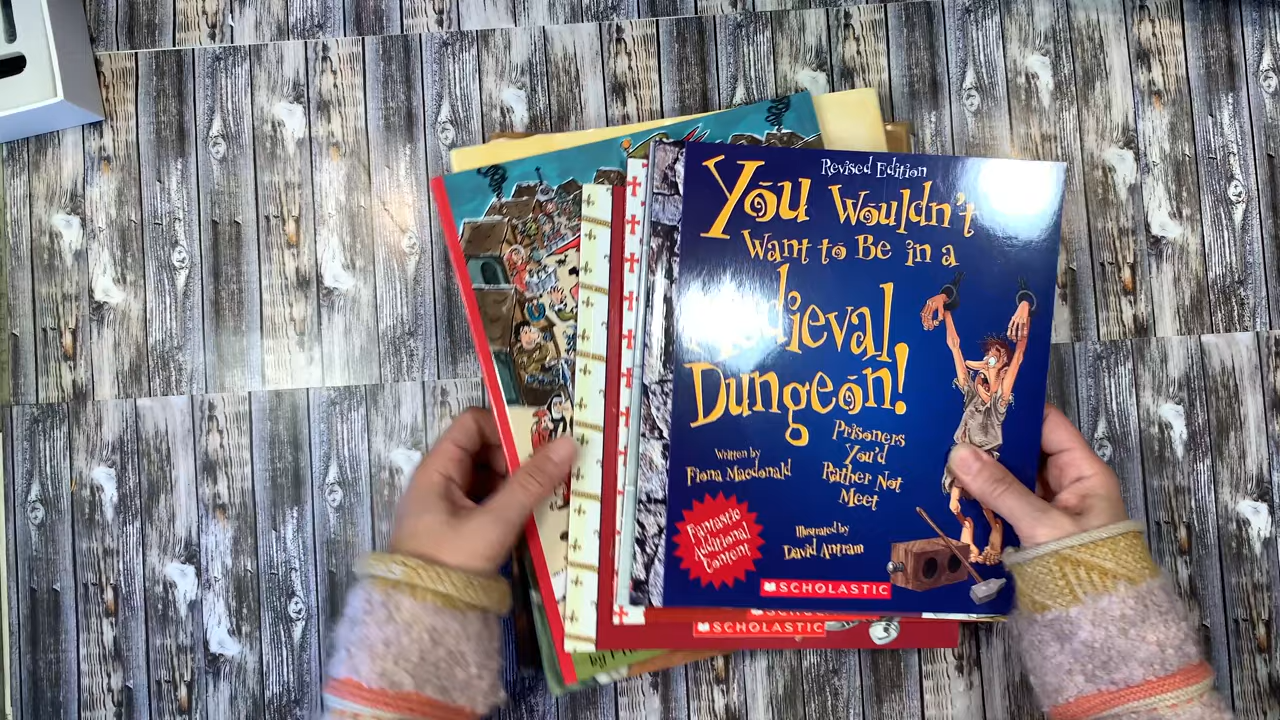 Revised Edition
You Wouldn't
Want to Be in a
Dungeon!
Prisoners
You'd
Rather Not
Meet
Written by
Fiona Macdonald
Illustrated by
David Antram
Fantastic
Additional
Content
SCHOLASTIC
SCHOLASTIC